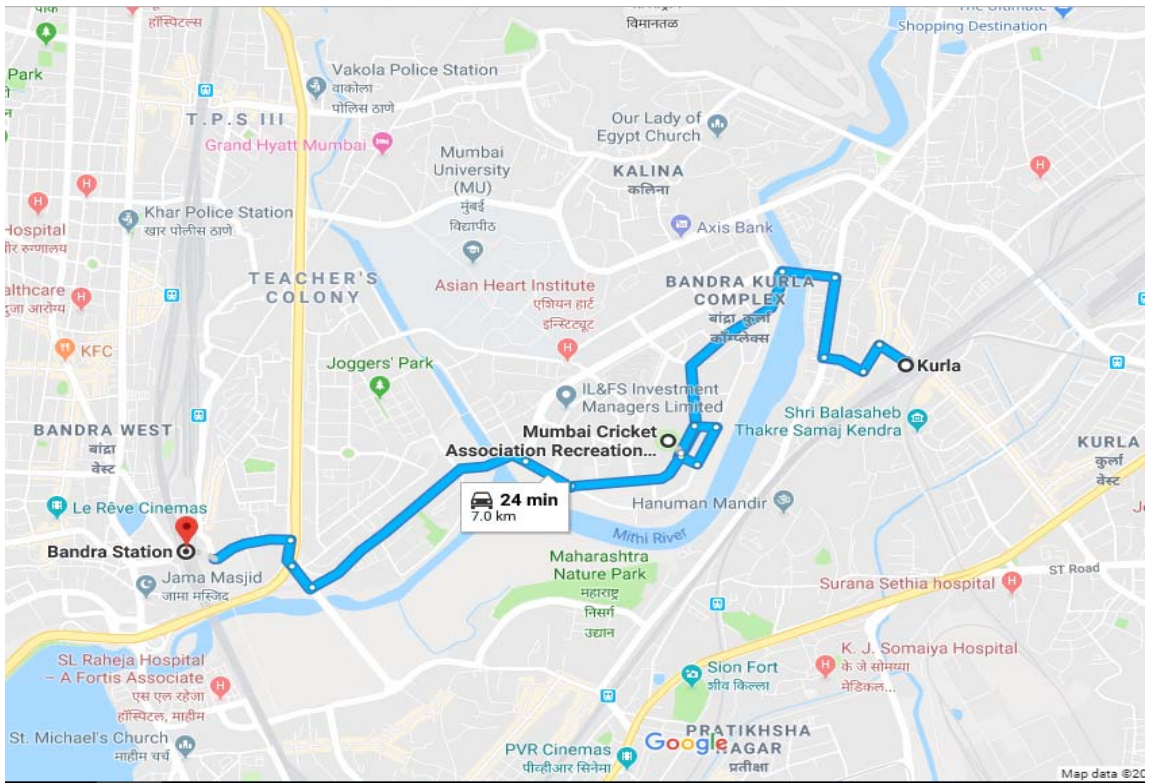 हॉस्पिटल्स
विमानतळ
Shopping Destination
Park
Vakola Police Station
वाकोला
पोलिस ठाणे
T.P.S III
Grand Hyatt Mumbai
Our Lady of
Egypt Church
Mumbai
University
(MU)
मुंबई
विद्यापीठ
KALINA
कलिना
H
H
H
Khar Police Station
खार पोलीस ठाणे
Hospital
Axis Bank
TEACHER'S
COLONY
Asian Heart Institute
एशियन हार्ट
इन्स्टिट्यूट
H
BANDRA KURLA
COMPLEX
बांद्रा कुर्ला
कॉम्प्लेक्स
althcare
H
KFC
Joggers' Park
Kurla
IL&FS Investment
Managers Limited
Shri Balasaheb
Thakre Samaj Kendra
Mumbai Cricket
Association Recreation...
BANDRA WEST
बांद्रा
वेस्ट
KURLA
कुर्ला
वेस्ट
24 min
7.0 km
Hanuman Mandir
Le Rêve Cinemas
Mithi River
Bandra Station
Jama Masjid
जामा मस्जिद
Maharashtra
Nature Park
महाराष्ट्र
निसर्ग
उद्यान
ST Road
Surana Sethia hospital
H
SL Raheja Hospital
– A Fortis Associate
एस एल रहेजा
हॉस्पिटल, माहीम
H
K. J. Somaiya Hospital
के जे सोमय्या
मेडिकल...
H
Sion Fort
शीव किल्ला
St. Michael's Church
माहीम चर्च
PRATIKHSHA
NAGAR
प्रतीक्षा
Google
PVR Cinemas
पीव्हीआर सिनेमा
Map data ©20